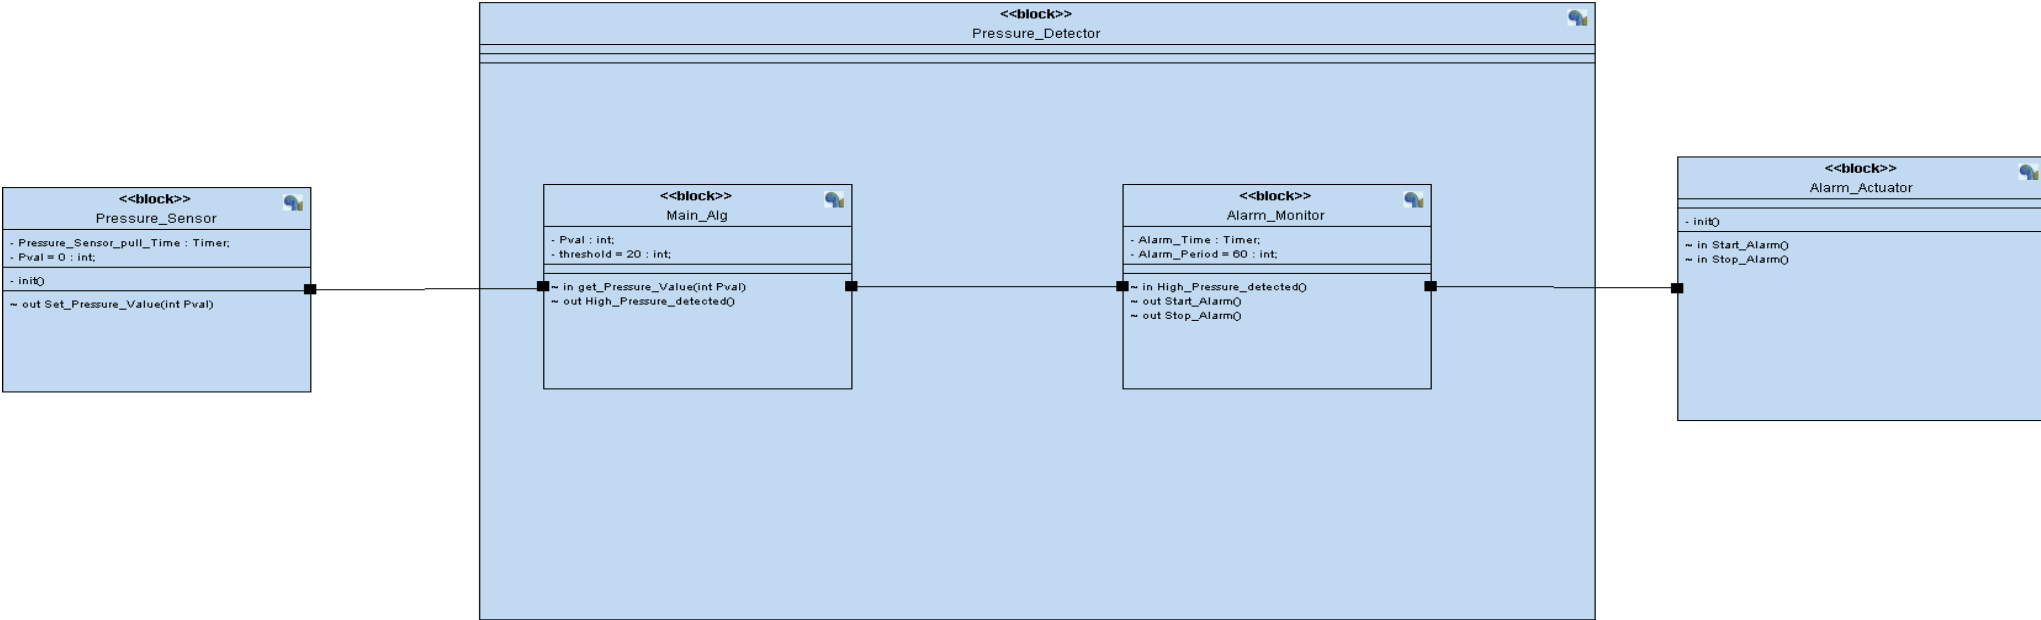 <<block>>
Pressure_Detector
<<block>>
Pressure_Sensor
- Pressure_Sensor_pull_Time : Timer;
- Pval = 0 : int;
- init()
~ out Set_Pressure_Value(int Pval)
<<block>>
Main_Alg
- Pval : int;
- threshold = 20 : int;
~ in get_Pressure_Value(int Pval)
~ out High_Pressure_detected()
<<block>>
Alarm_Monitor
- Alarm_Time : Timer;
- Alarm_Period = 60 : int;
~ in High_Pressure_detected()
~ out Start_Alarm()
~ out Stop_Alarm()
<<block>>
Alarm_Actuator
- init()
~ in Start_Alarm()
~ in Stop_Alarm()